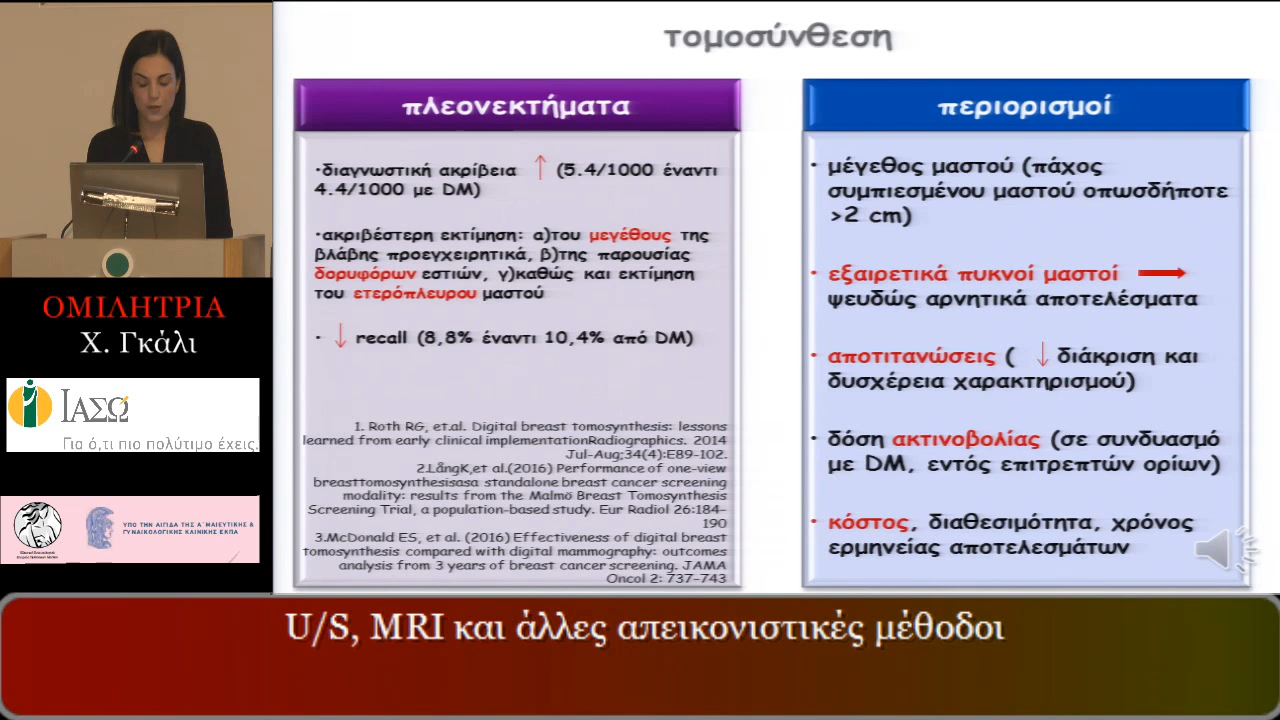 τομοσύνθεση
πλεονεκτήματα
•διαγνωστική ακρίβεια ↑ (5.4/1000 έναντι
4.4/1000 με DM)
•ακριβέστερη εκτίμηση: α)του μεγέθους της
βλάβης προεγχειρητικά, β)της παρουσίας
δορυφόρων εστιών, γ)καθώς και εκτίμηση
του ετερόπλευρου μαστού
• ↓ recall (8,8% έναντι 10,4% από DM)
1. Roth RG, et.al. Digital breast tomosynthesis: lessons
learned from early clinical implementationRadiographics. 2014
Jul-Aug;34(4):E89-102.
2.LångK,et al.(2016) Performance of one-view
breasttomosynthesisasa standalone breast cancer screening
modality: results from the Malmö Breast Tomosynthesis
Screening Trial, a population-based study. Eur Radiol 26:184–
190
3.McDonald ES, et al. (2016) Effectiveness of digital breast
tomosynthesis compared with digital mammography: outcomes
analysis from 3 years of breast cancer screening. JAMA
Oncol 2: 737–743
περιορισμοί
• μέγεθος μαστού (πάχος
συμπιεσμένου μαστού οπωσδήποτε
>2 cm)
• εξαιρετικά πυκνοί μαστοί →
ψευδώς αρνητικά αποτελέσματα
• αποτιτανώσεις ( ↓ διάκριση και
δυσχέρεια χαρακτηρισμού)
• δόση ακτινοβολίας (σε συνδυασμό
με DM, εντός επιτρεπτών ορίων)
• κόστος, διαθεσιμότητα, χρόνος
ερμηνείας αποτελεσμάτων
ΟΜΙΛΗΤΡΙΑ
Χ. Γκάλι
ΙΑΣΩ
Για ό,τι πιο πολύτιμο έχεις.
ΥΠΟ ΤΗΝ ΑΙΓΙΔΑ ΤΗΣ Α΄ΜΑΙΕΥΤΙΚΗΣ &
ΓΥΝΑΙΚΟΛΟΓΙΚΗΣ ΚΛΙΝΙΚΗΣ ΕΚΠΑ
U/S, MRI και άλλες απεικονιστικές μέθοδοι